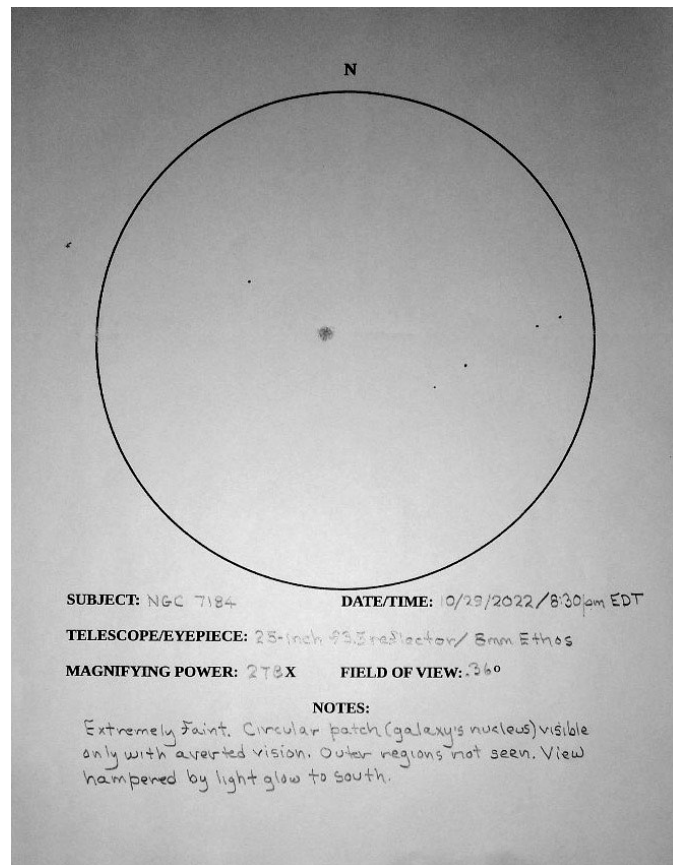 N
SUBJECT: NGC 7184 DATE/TIME: 10/29/2022/8:30pm EDT
TELESCOPE/EYEPIECE: 25-inch f3.5 reflector/ 8mm Ethos
MAGNIFYING POWER: 278X FIELD OF VIEW: .36°
NOTES:
Extremely faint. Circular patch (galaxy's nucleus) visible
only with averted vision. Outer regions not seen. View
hampered by light glow to south.